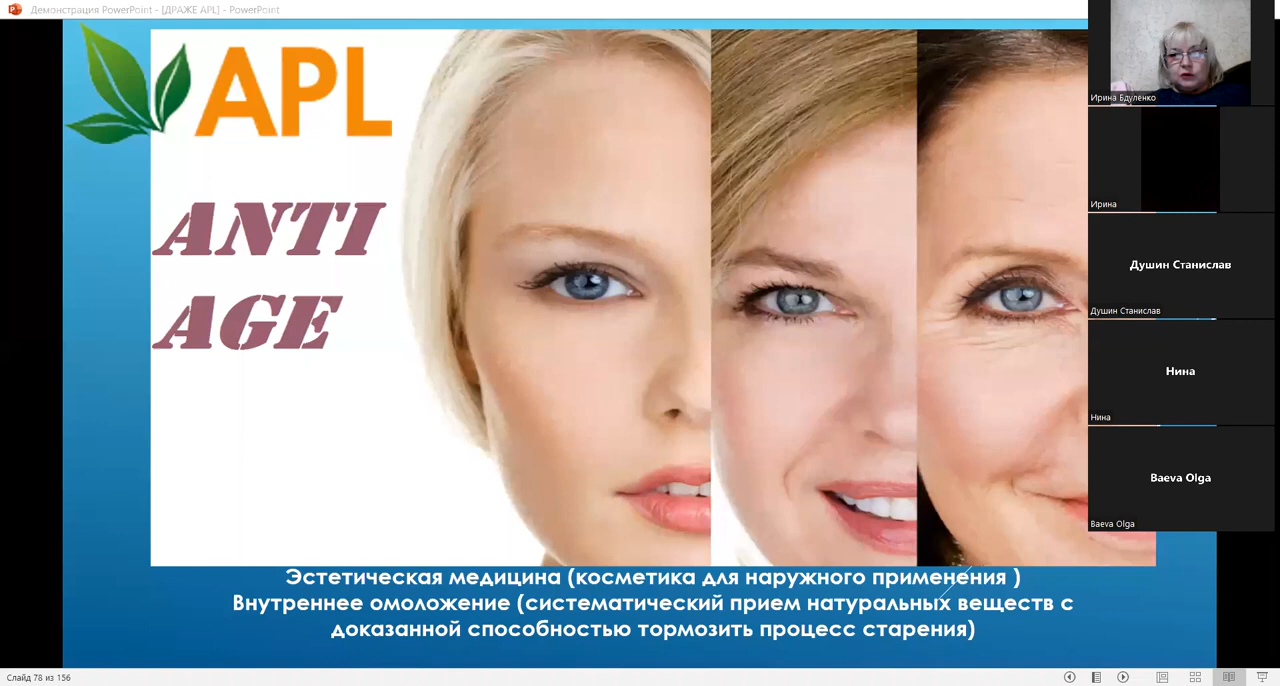 Демонстрация PowerPoint - [ДРАЖЕ APL] - PowerPoint
APL
ANTI
AGE
Эстетическая медицина (косметика для наружного применения )
Внутреннее омоложение (систематический прием натуральных веществ с
доказанной способностью тормозить процесс старения)
Ирина Бдуленко
Ирина
Душин Станислав
Душин Станислав
Нина
Нина
Baeva Olga
Baeva Olga
Слайд 78 из 156